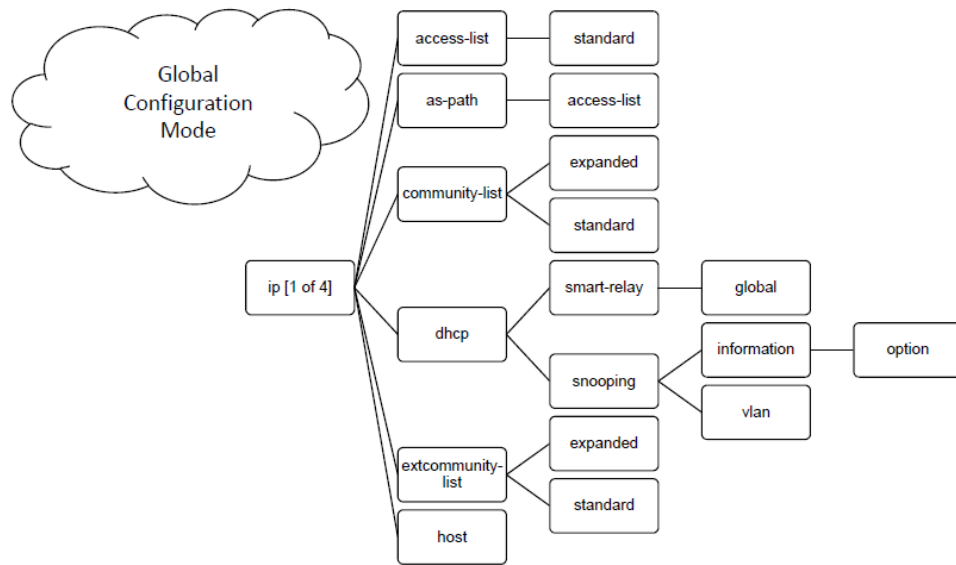 Global
Configuration
Mode
ip [1 of 4]
access-list
standard
as-path
access-list
community-list
expanded
standard
dhcp
smart-relay
global
snooping
information
option
vlan
extcommunity-
list
expanded
standard
host